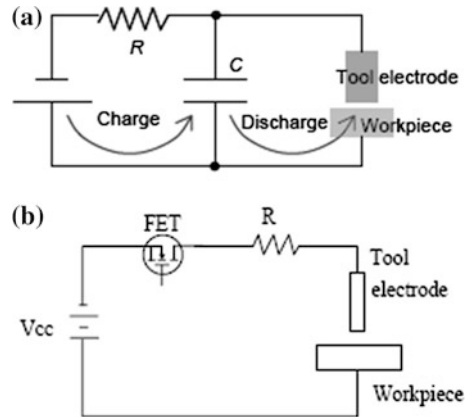 (a)
R
C
Tool electrode
Charge
Discharge
Workpiece
(b)
FET
R
Tool
electrode
Vcc
Workpiece